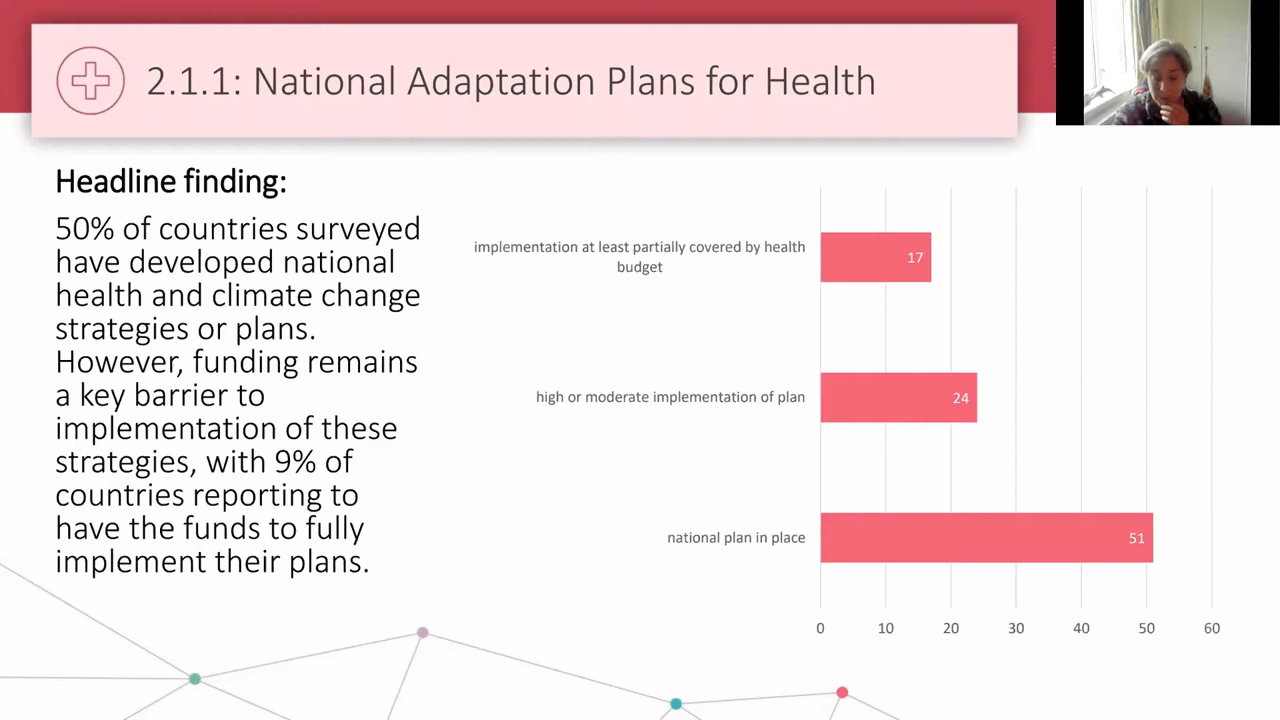 2.1.1: National Adaptation Plans for Health
Headline finding:
50% of countries surveyed
have developed national
health and climate change
strategies or plans.
However, funding remains
a key barrier to
implementation of these
strategies, with 9% of
countries reporting to
have the funds to fully
implement their plans.
implementation at least partially covered by health
budget
17
high or moderate implementation of plan
24
national plan in place
51
0 10 20 30 40 50 60